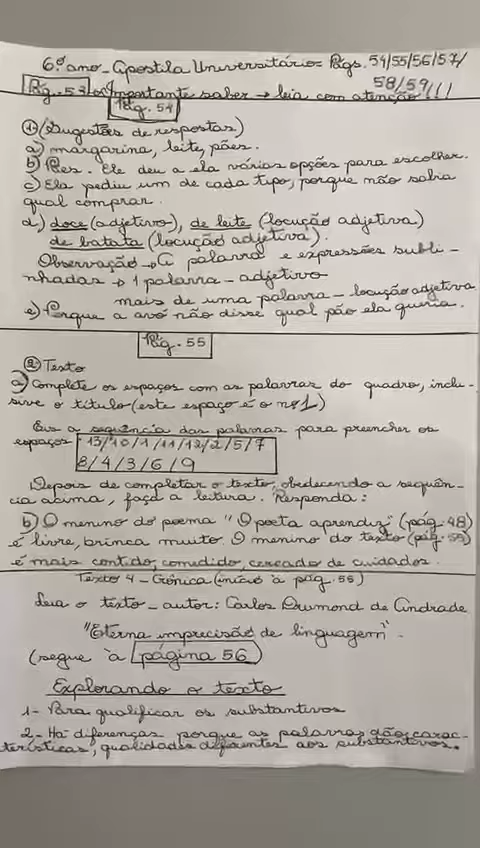 6º ano - Apostila Universitário = Págs. 54/55/56/57/
58/59!!!
Pág. 53 Importante saber → leia com atenção
Pág. 54
① (Sugestões de respostas)
a) margarina, leite, pães.
b) Pães. Ele deu a ela várias opções para escolher.
c) Ela pediu um de cada tipo, porque não sabia
qual comprar.
d) doce (adjetivo), de leite (locução adjetiva)
de batata (locução adjetiva).
Observação → A palavra e expressões subli-
nhadas → 1 palavra - adjetivo
mais de uma palavra - locução adjetiva
e) Porque a avó não disse qual pão ela queria.
Pág. 55
② Texto
a) Complete os espaços com as palavras do quadro, inclu-
sive o título (este espaço é o nº 1)
Eis a sequência das palavras para preencher os
espaços 13/10/1/11/12/2/5/7
8/4/3/6/9
Depois de completar o texto, obedecendo a sequên-
cia acima, faça a leitura. Responda:
b) O menino do poema "O poeta aprendiz" (pág. 48)
é livre, brinca muito. O menino do texto (pág. 55)
é mais contido, comedido, cercado de cuidados.
Texto 4 - Crônica (início à pág. 55)
Leia o texto - autor: Carlos Drumond de Andrade
"Eterna imprecisão de linguagem".
(segue à página 56)
Explorando o texto
1- Para qualificar os substantivos
2- Há diferenças porque as palavras dão carac-
terísticas, qualidades diferentes aos substantivos.